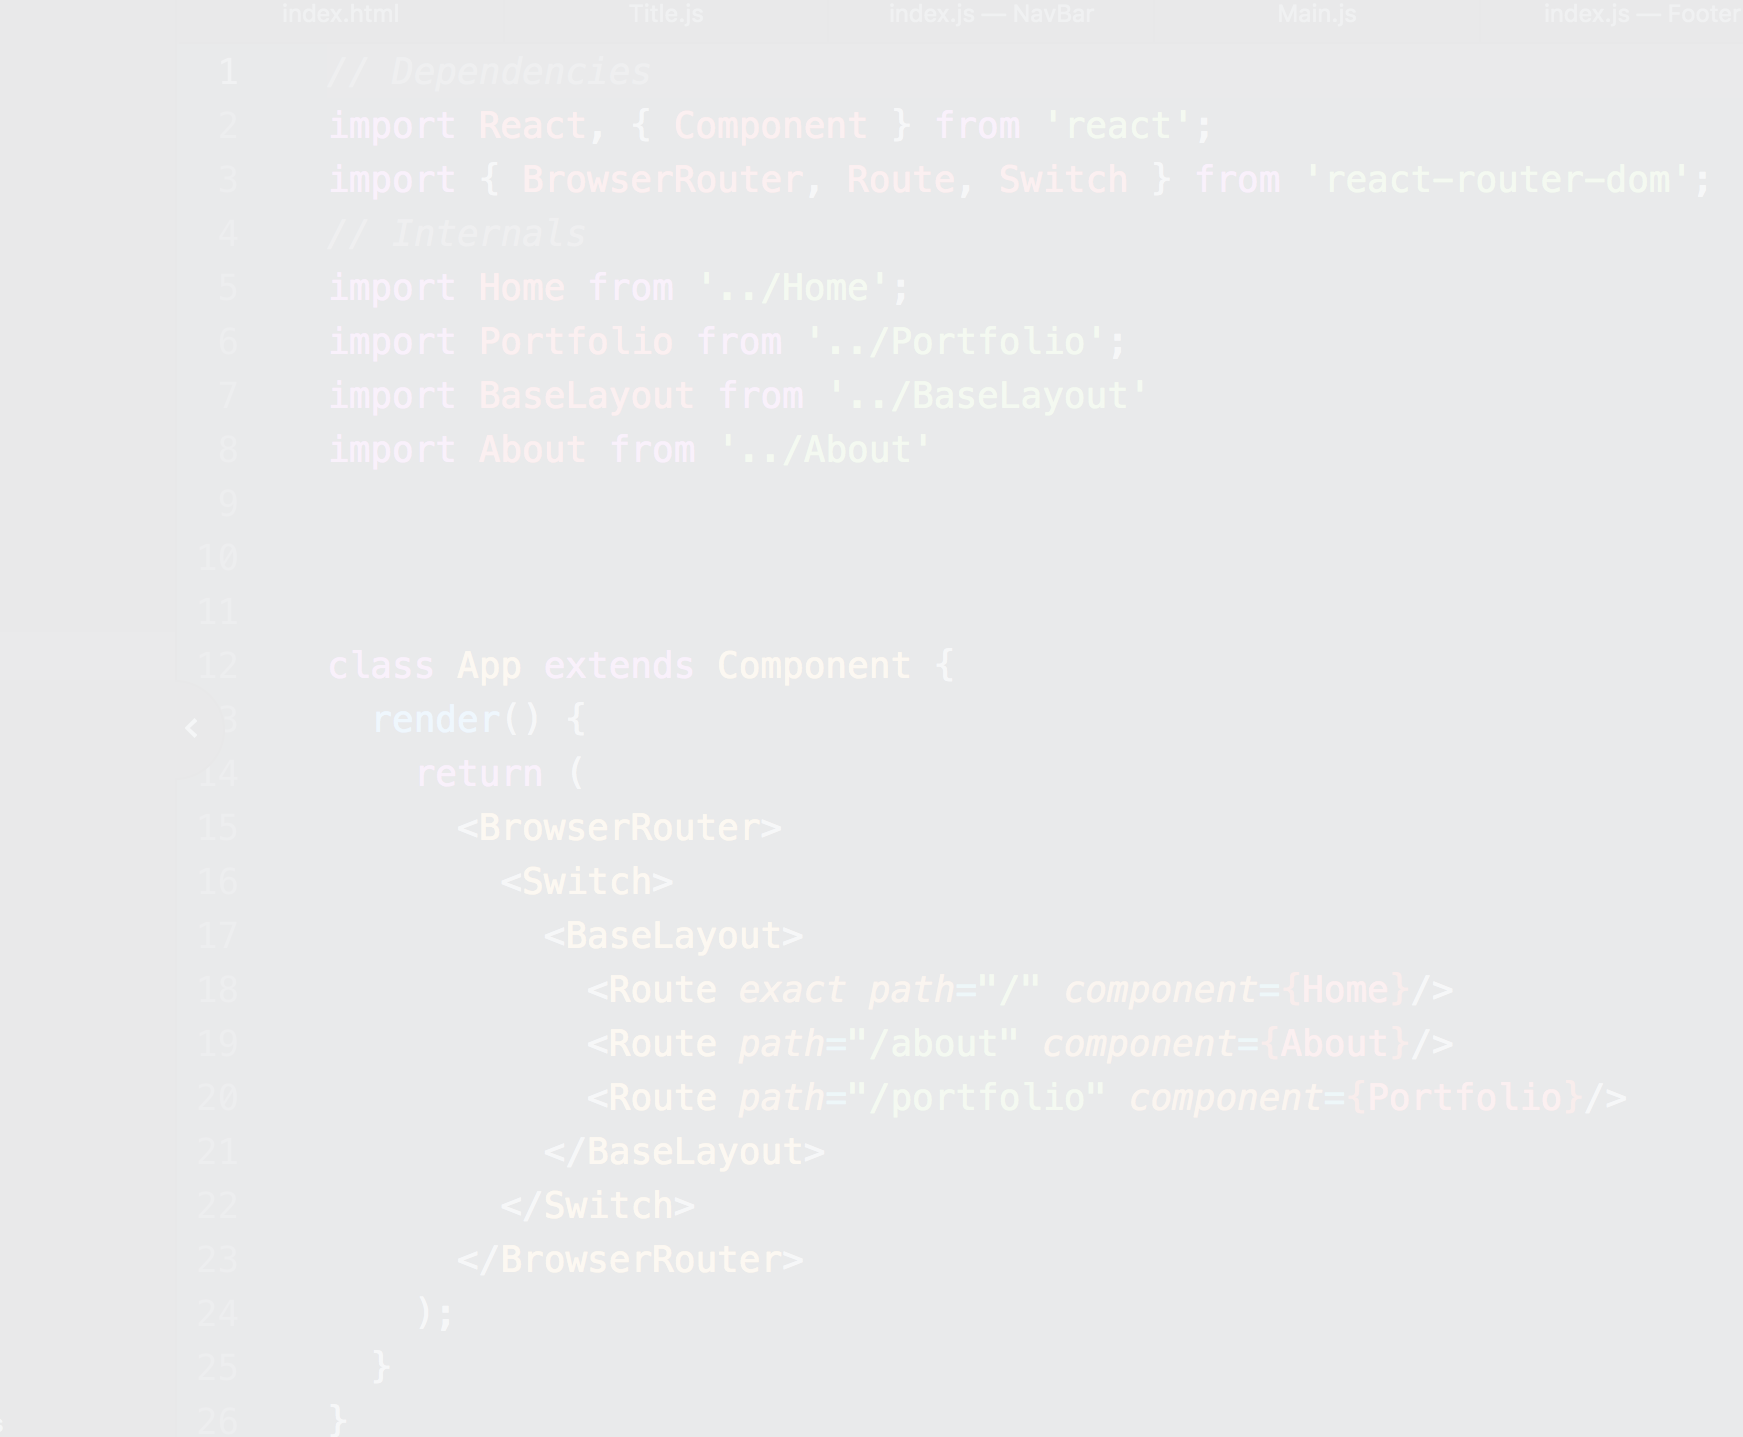 index.html Title.js index.js — NavBar Main.js index.js — Footer
1 // Dependencies
2 import React, { Component } from 'react';
3 import { BrowserRouter, Route, Switch } from 'react-router-dom';
4 // Internals
5 import Home from '../Home';
6 import Portfolio from '../Portfolio';
7 import BaseLayout from '../BaseLayout'
8 import About from '../About'
9
10
11
12 class App extends Component {
3 render() {
14 return (
15 <BrowserRouter>
16 <Switch>
17 <BaseLayout>
18 <Route exact path="/" component={Home}/>
19 <Route path="/about" component={About}/>
20 <Route path="/portfolio" component={Portfolio}/>
21 </BaseLayout>
22 </Switch>
23 </BrowserRouter>
24 );
25 }
26 }